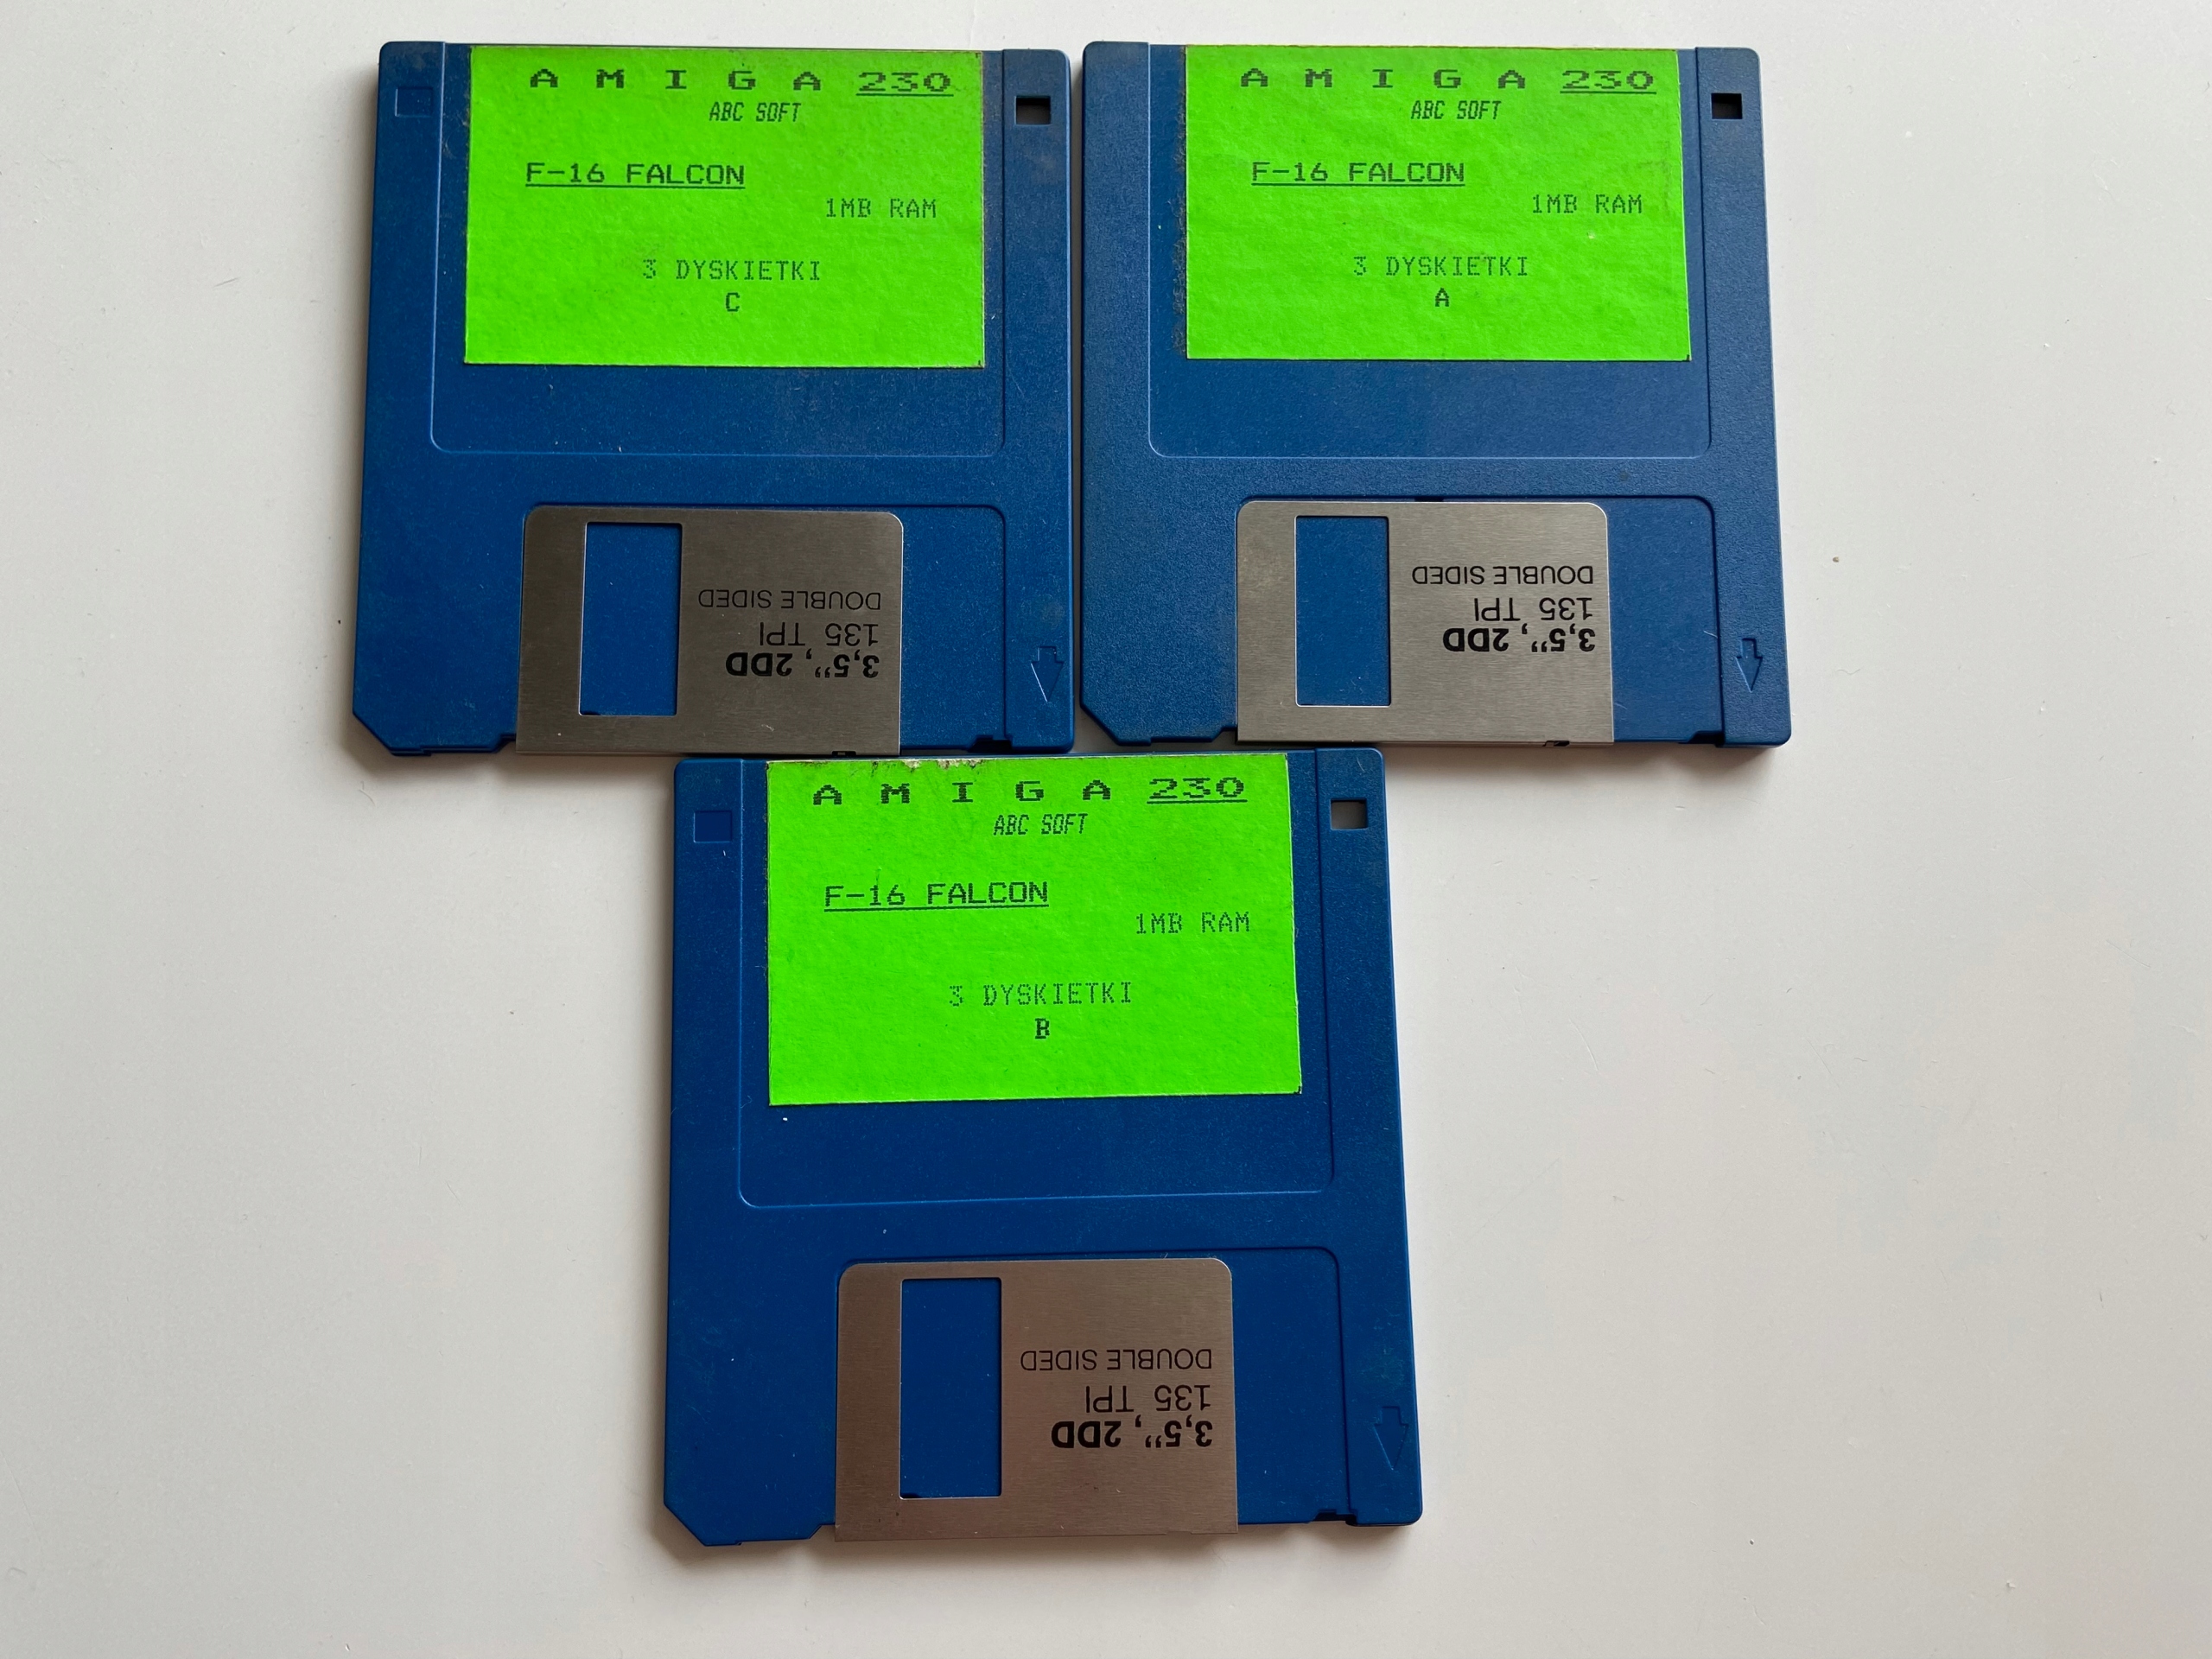 A M I G A 230
ABC SOFT
F-16 FALCON
1MB RAM
3 DYSKIETKI
C
DOUBLE SIDED
135 TPI
3,5", 2DD
A M I G A 230
ABC SOFT
F-16 FALCON
1MB RAM
3 DYSKIETKI
A
DOUBLE SIDED
135 TPI
3,5", 2DD
A M I G A 230
ABC SOFT
F-16 FALCON
1MB RAM
3 DYSKIETKI
B
DOUBLE SIDED
135 TPI
3,5", 2DD